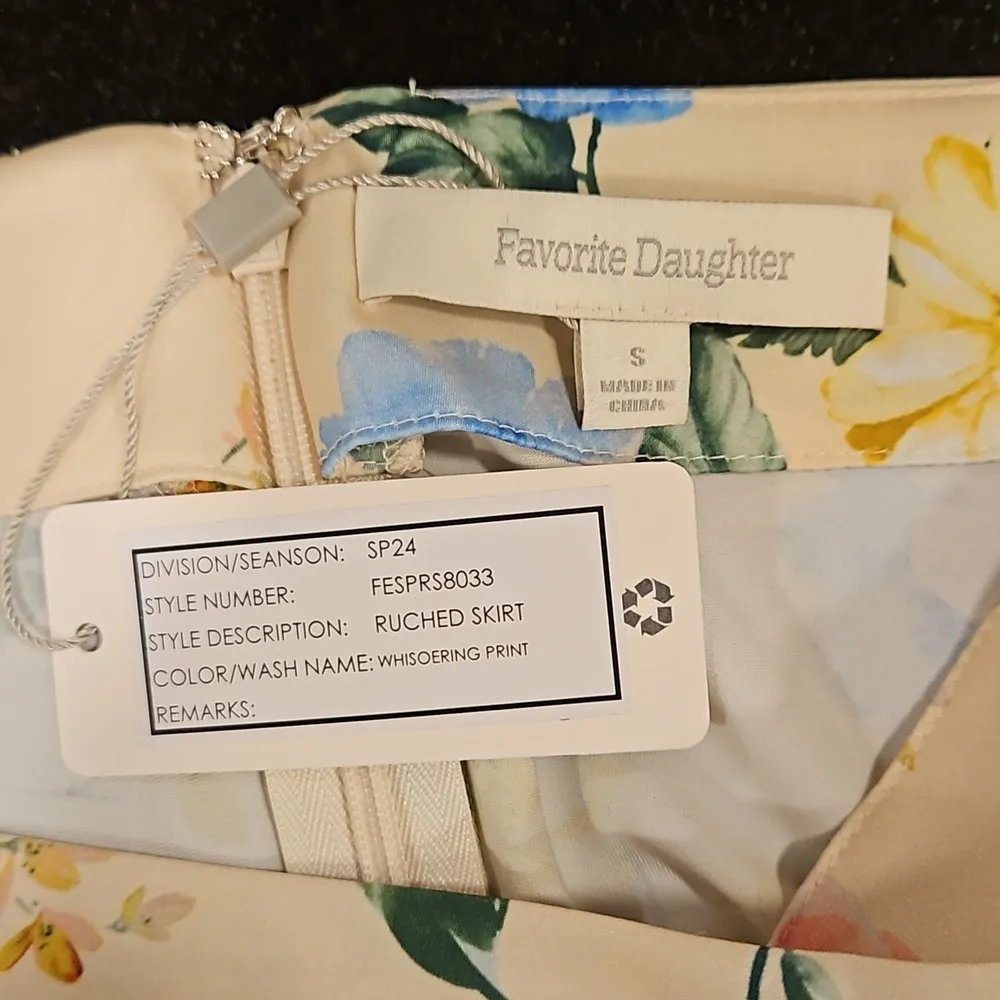 Favorite Daughter
S
MADE IN
CHINA
DIVISION/SEANSON: SP24
STYLE NUMBER: FESPRS8033
STYLE DESCRIPTION: RUCHED SKIRT
COLOR/WASH NAME: WHISOERING PRINT
REMARKS: